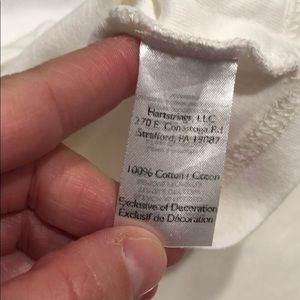 Hartstrings LLC
270 E. Conestoga Rd
Strafford, PA 19087
100% Cotton / Coton
Exclusive of Decoration
Exclusif de Décoration